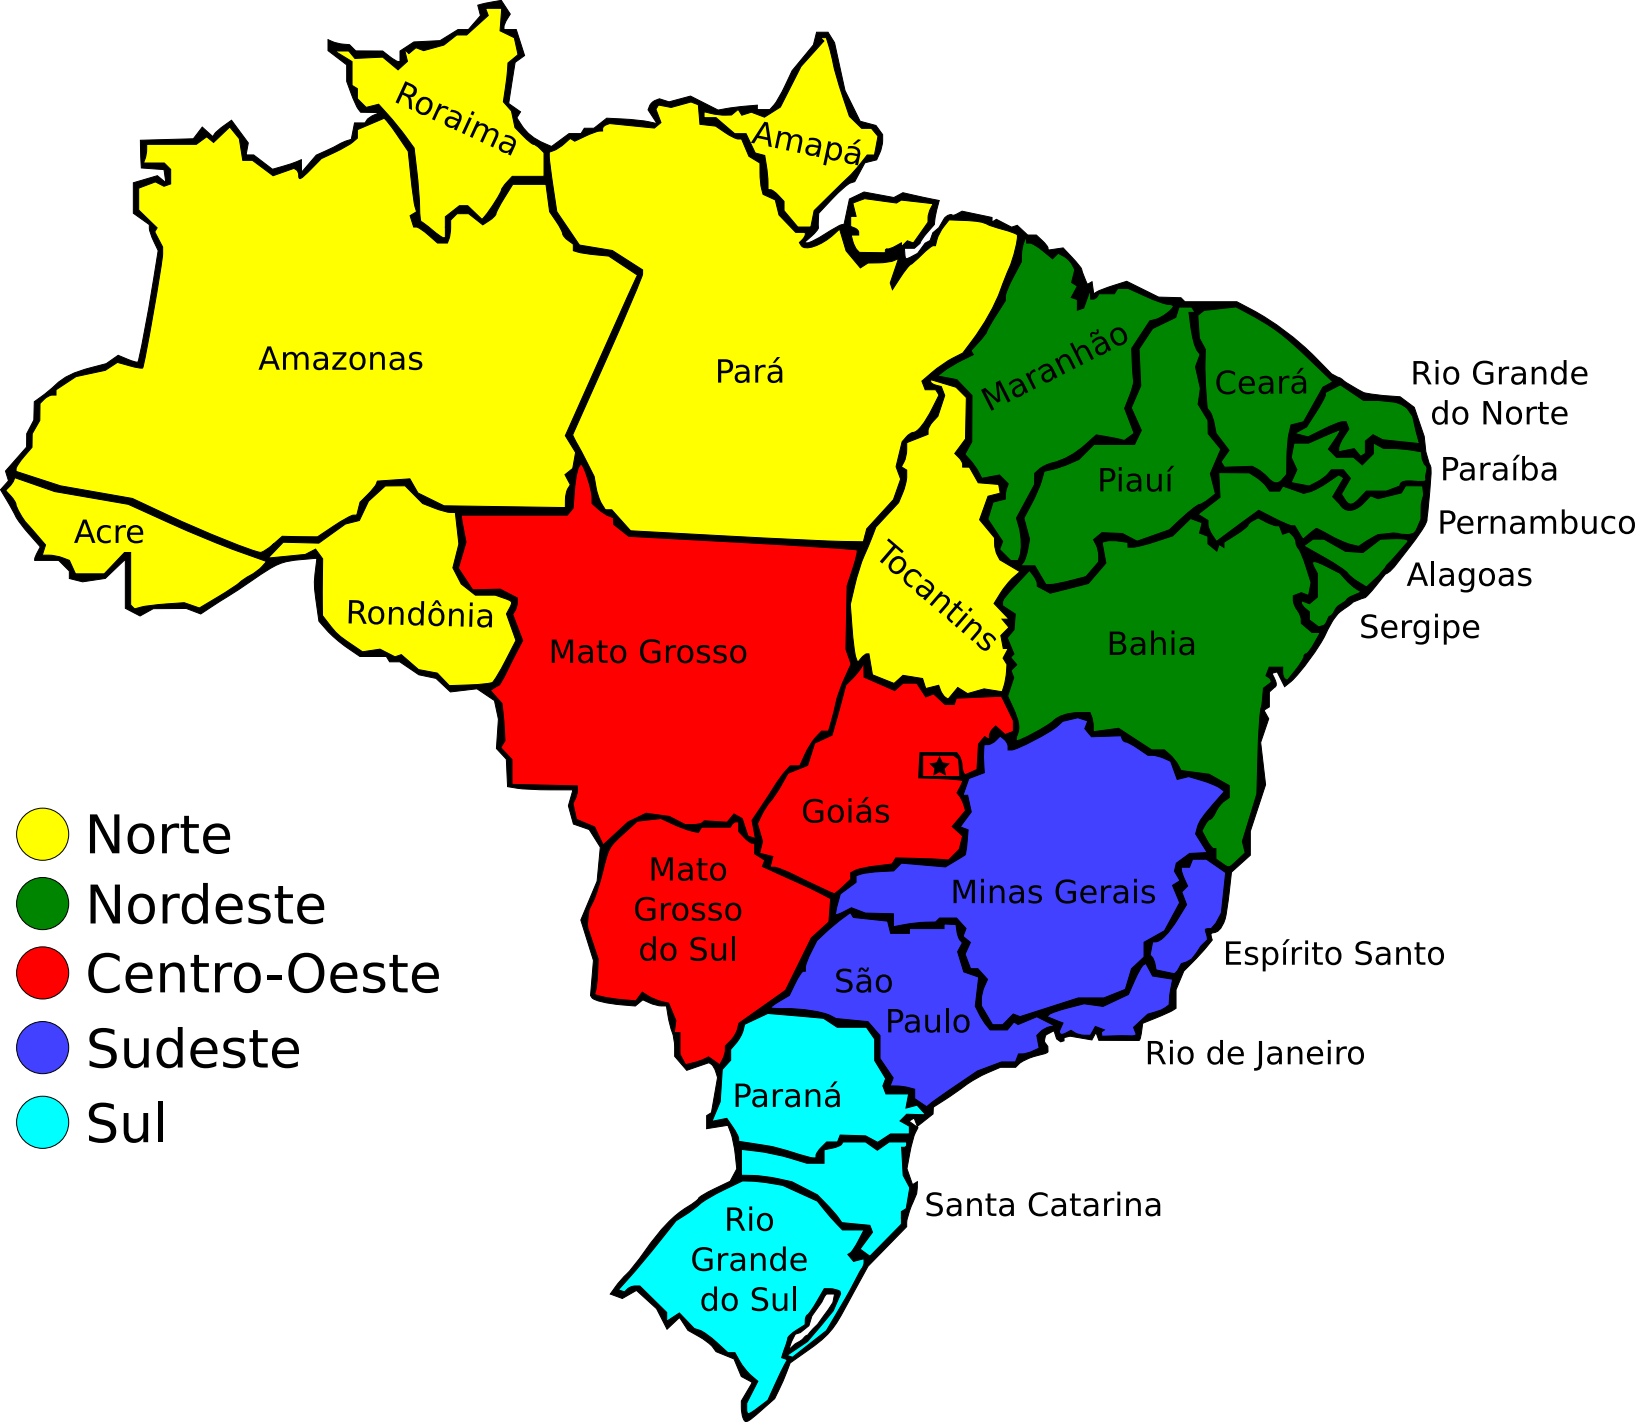 Roraima
Amapá
Amazonas
Pará
Maranhão
Ceará
Rio Grande
do Norte
Piauí
Paraíba
Pernambuco
Acre
Tocantins
Alagoas
Rondônia
Sergipe
Mato Grosso
Bahia
Goiás
Mato
Grosso
do Sul
Minas Gerais
Espírito Santo
São
Paulo
Rio de Janeiro
Paraná
Santa Catarina
Rio
Grande
do Sul
Norte
Nordeste
Centro-Oeste
Sudeste
Sul